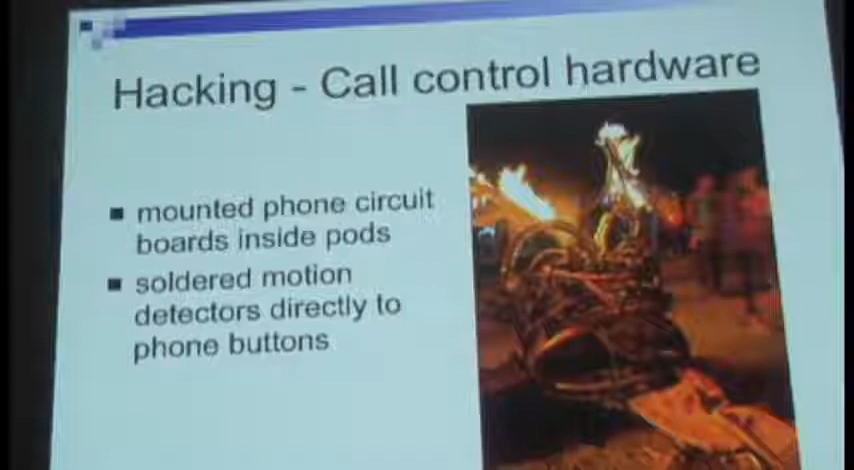 Hacking - Call control hardware
mounted phone circuit
boards inside pods
soldered motion
detectors directly to
phone buttons